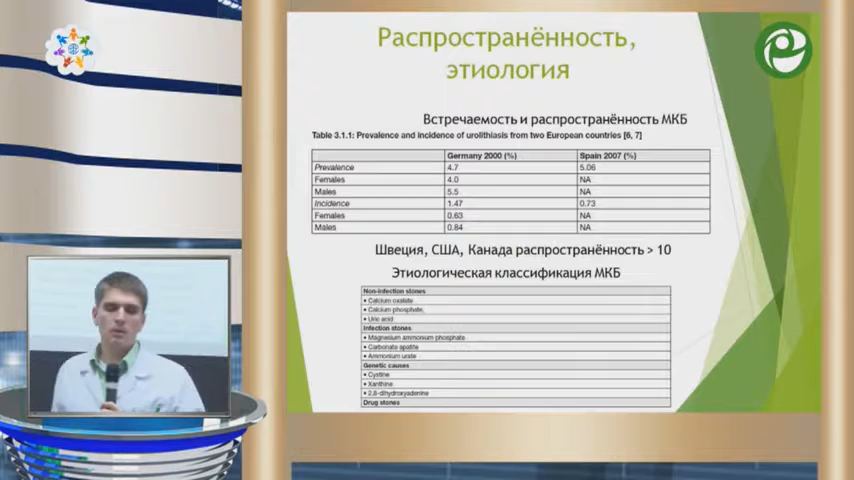 Распространённость,
этиология
Встречаемость и распространённость МКБ
Table 3.1.1: Prevalence and incidence of urolithiasis from two European countries [6, 7]
Germany 2000 (%) Spain 2007 (%)
Prevalence 4.7 5.06
Females 4.0 NA
Males 5.5 NA
Incidence 1.47 0.73
Females 0.63 NA
Males 0.84 NA
Швеция, США, Канада распространённость > 10
Этиологическая классификация МКБ
Non-infection stones
• Calcium oxalate
• Calcium phosphate,
• Uric acid
Infection stones
• Magnesium ammonium phosphate
• Carbonate apatite
• Ammonium urate
Genetic causes
• Cystine
• Xanthine
• 2,8-dihydroxyadenine
Drug stones